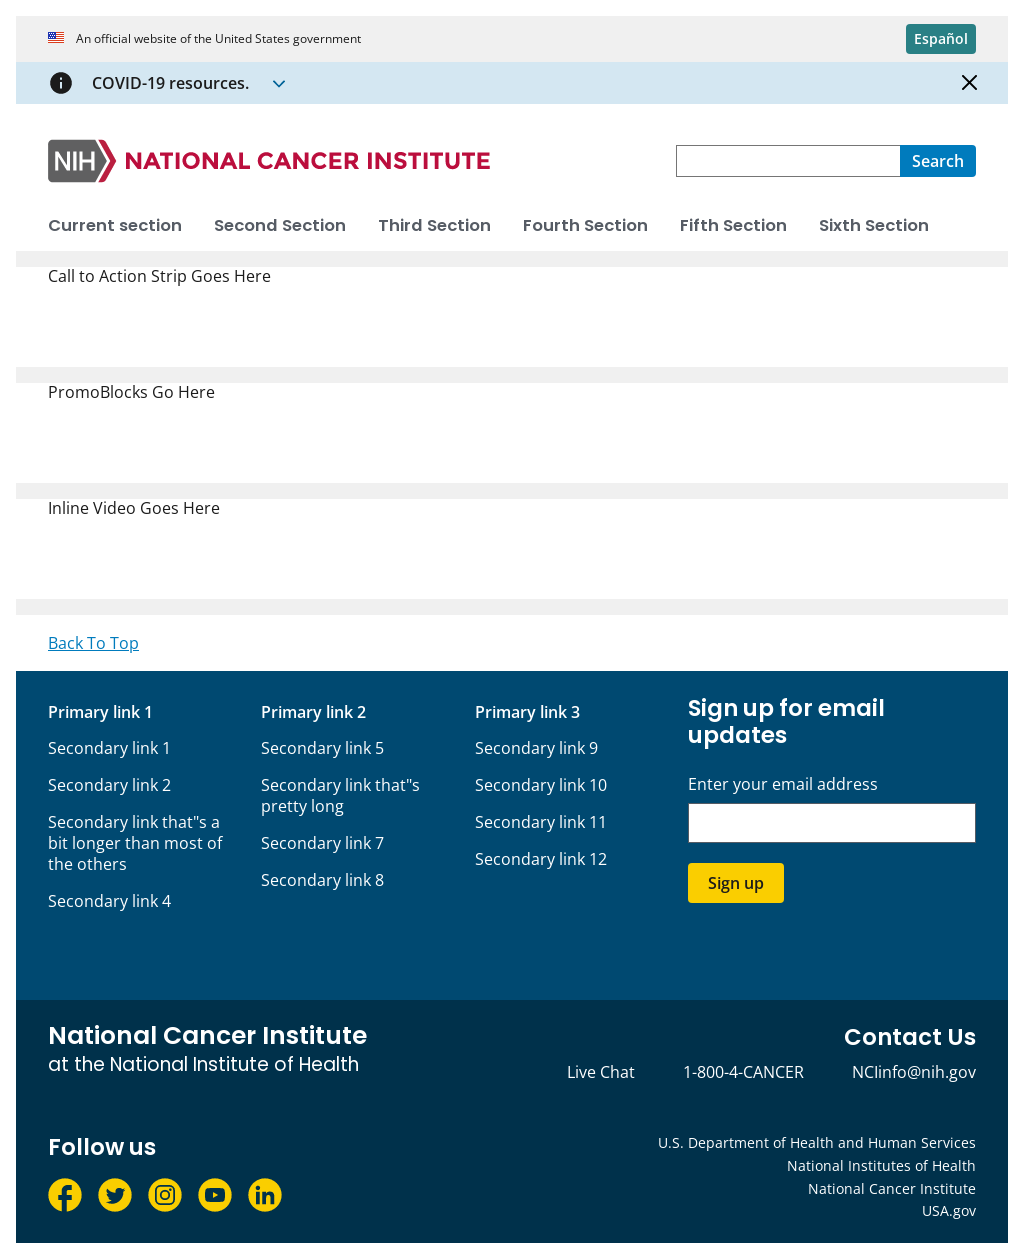 An official website of the United States government
Español
COVID-19 resources.
NIH NATIONAL CANCER INSTITUTE
Search
Current section Second Section Third Section Fourth Section Fifth Section Sixth Section
Call to Action Strip Goes Here
PromoBlocks Go Here
Inline Video Goes Here
Back To Top
Primary link 1
Secondary link 1
Secondary link 2
Secondary link that"s a
bit longer than most of
the others
Secondary link 4
Primary link 2
Secondary link 5
Secondary link that"s
pretty long
Secondary link 7
Secondary link 8
Primary link 3
Secondary link 9
Secondary link 10
Secondary link 11
Secondary link 12
Sign up for email
updates
Enter your email address
Sign up
National Cancer Institute
at the National Institute of Health
Contact Us
Live Chat 1-800-4-CANCER NCIinfo@nih.gov
Follow us
U.S. Department of Health and Human Services
National Institutes of Health
National Cancer Institute
USA.gov